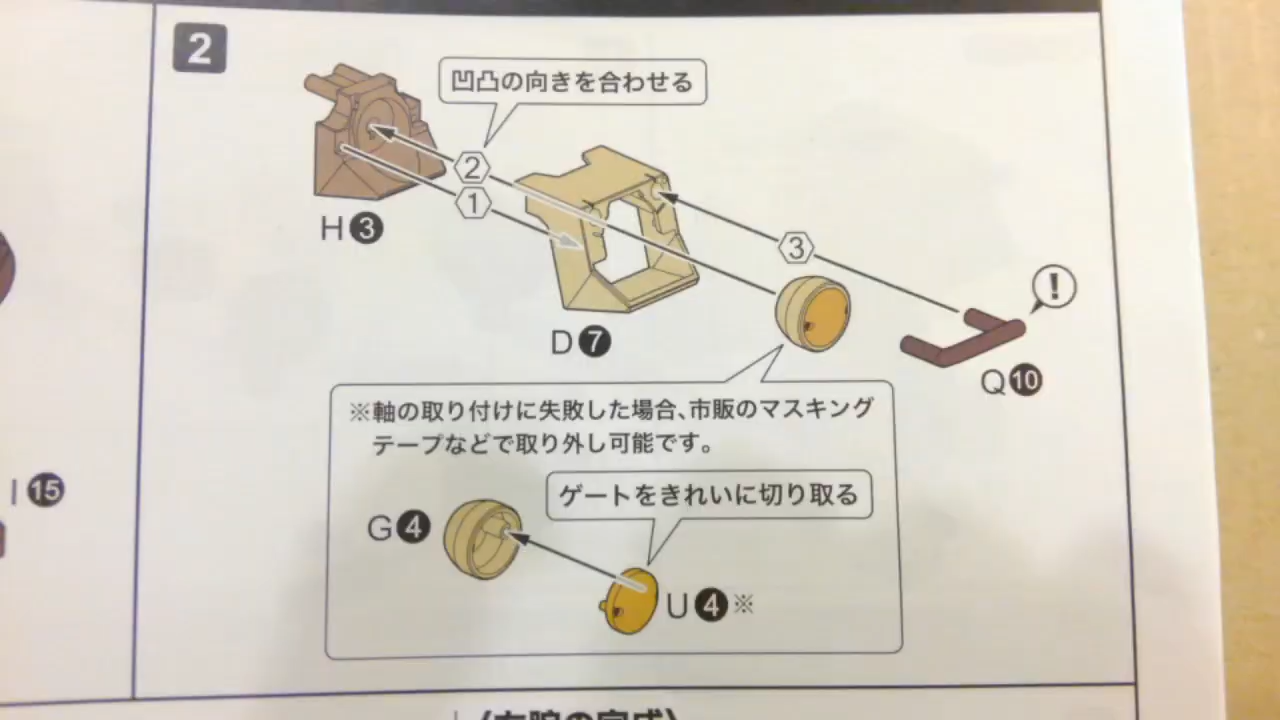 2
凹凸の向きを合わせる
2
1
H3
3
!
D7
Q10
※軸の取り付けに失敗した場合、市販のマスキング
テープなどで取り外し可能です。
I15
ゲートをきれいに切り取る
G4
U4※